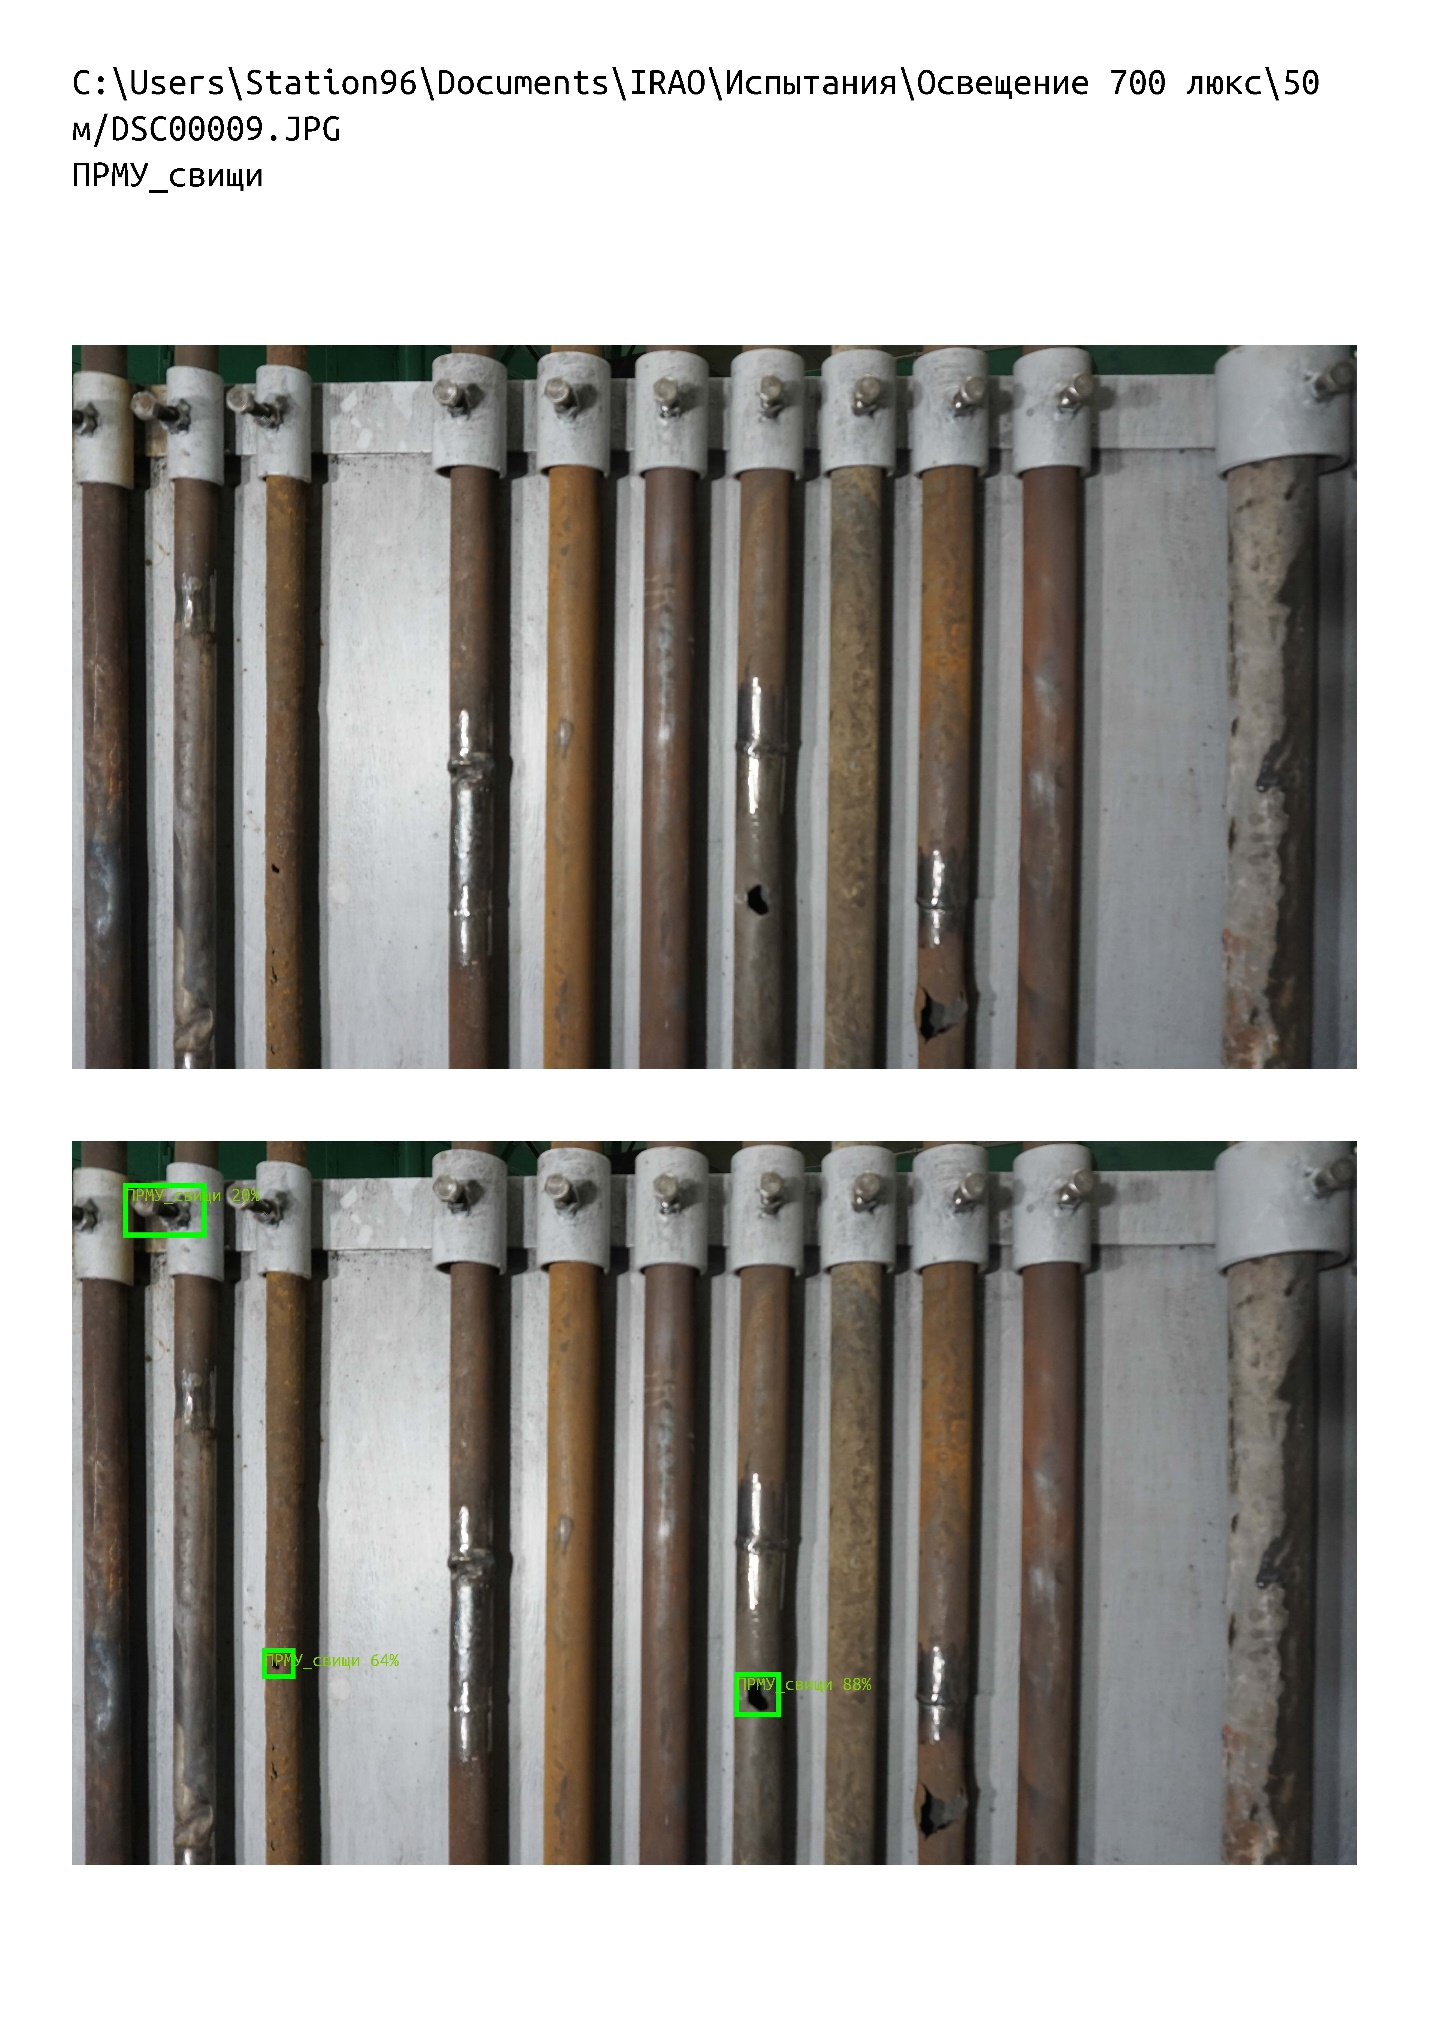 C:\Users\Station96\Documents\IRAO\Испытания\Освещение 700 люкс\50
м/DSC00009.JPG
ПРМУ_свищи
ПРМУ_свищи 20%
ПРМУ_свищи 64%
ПРМУ_свищи 88%